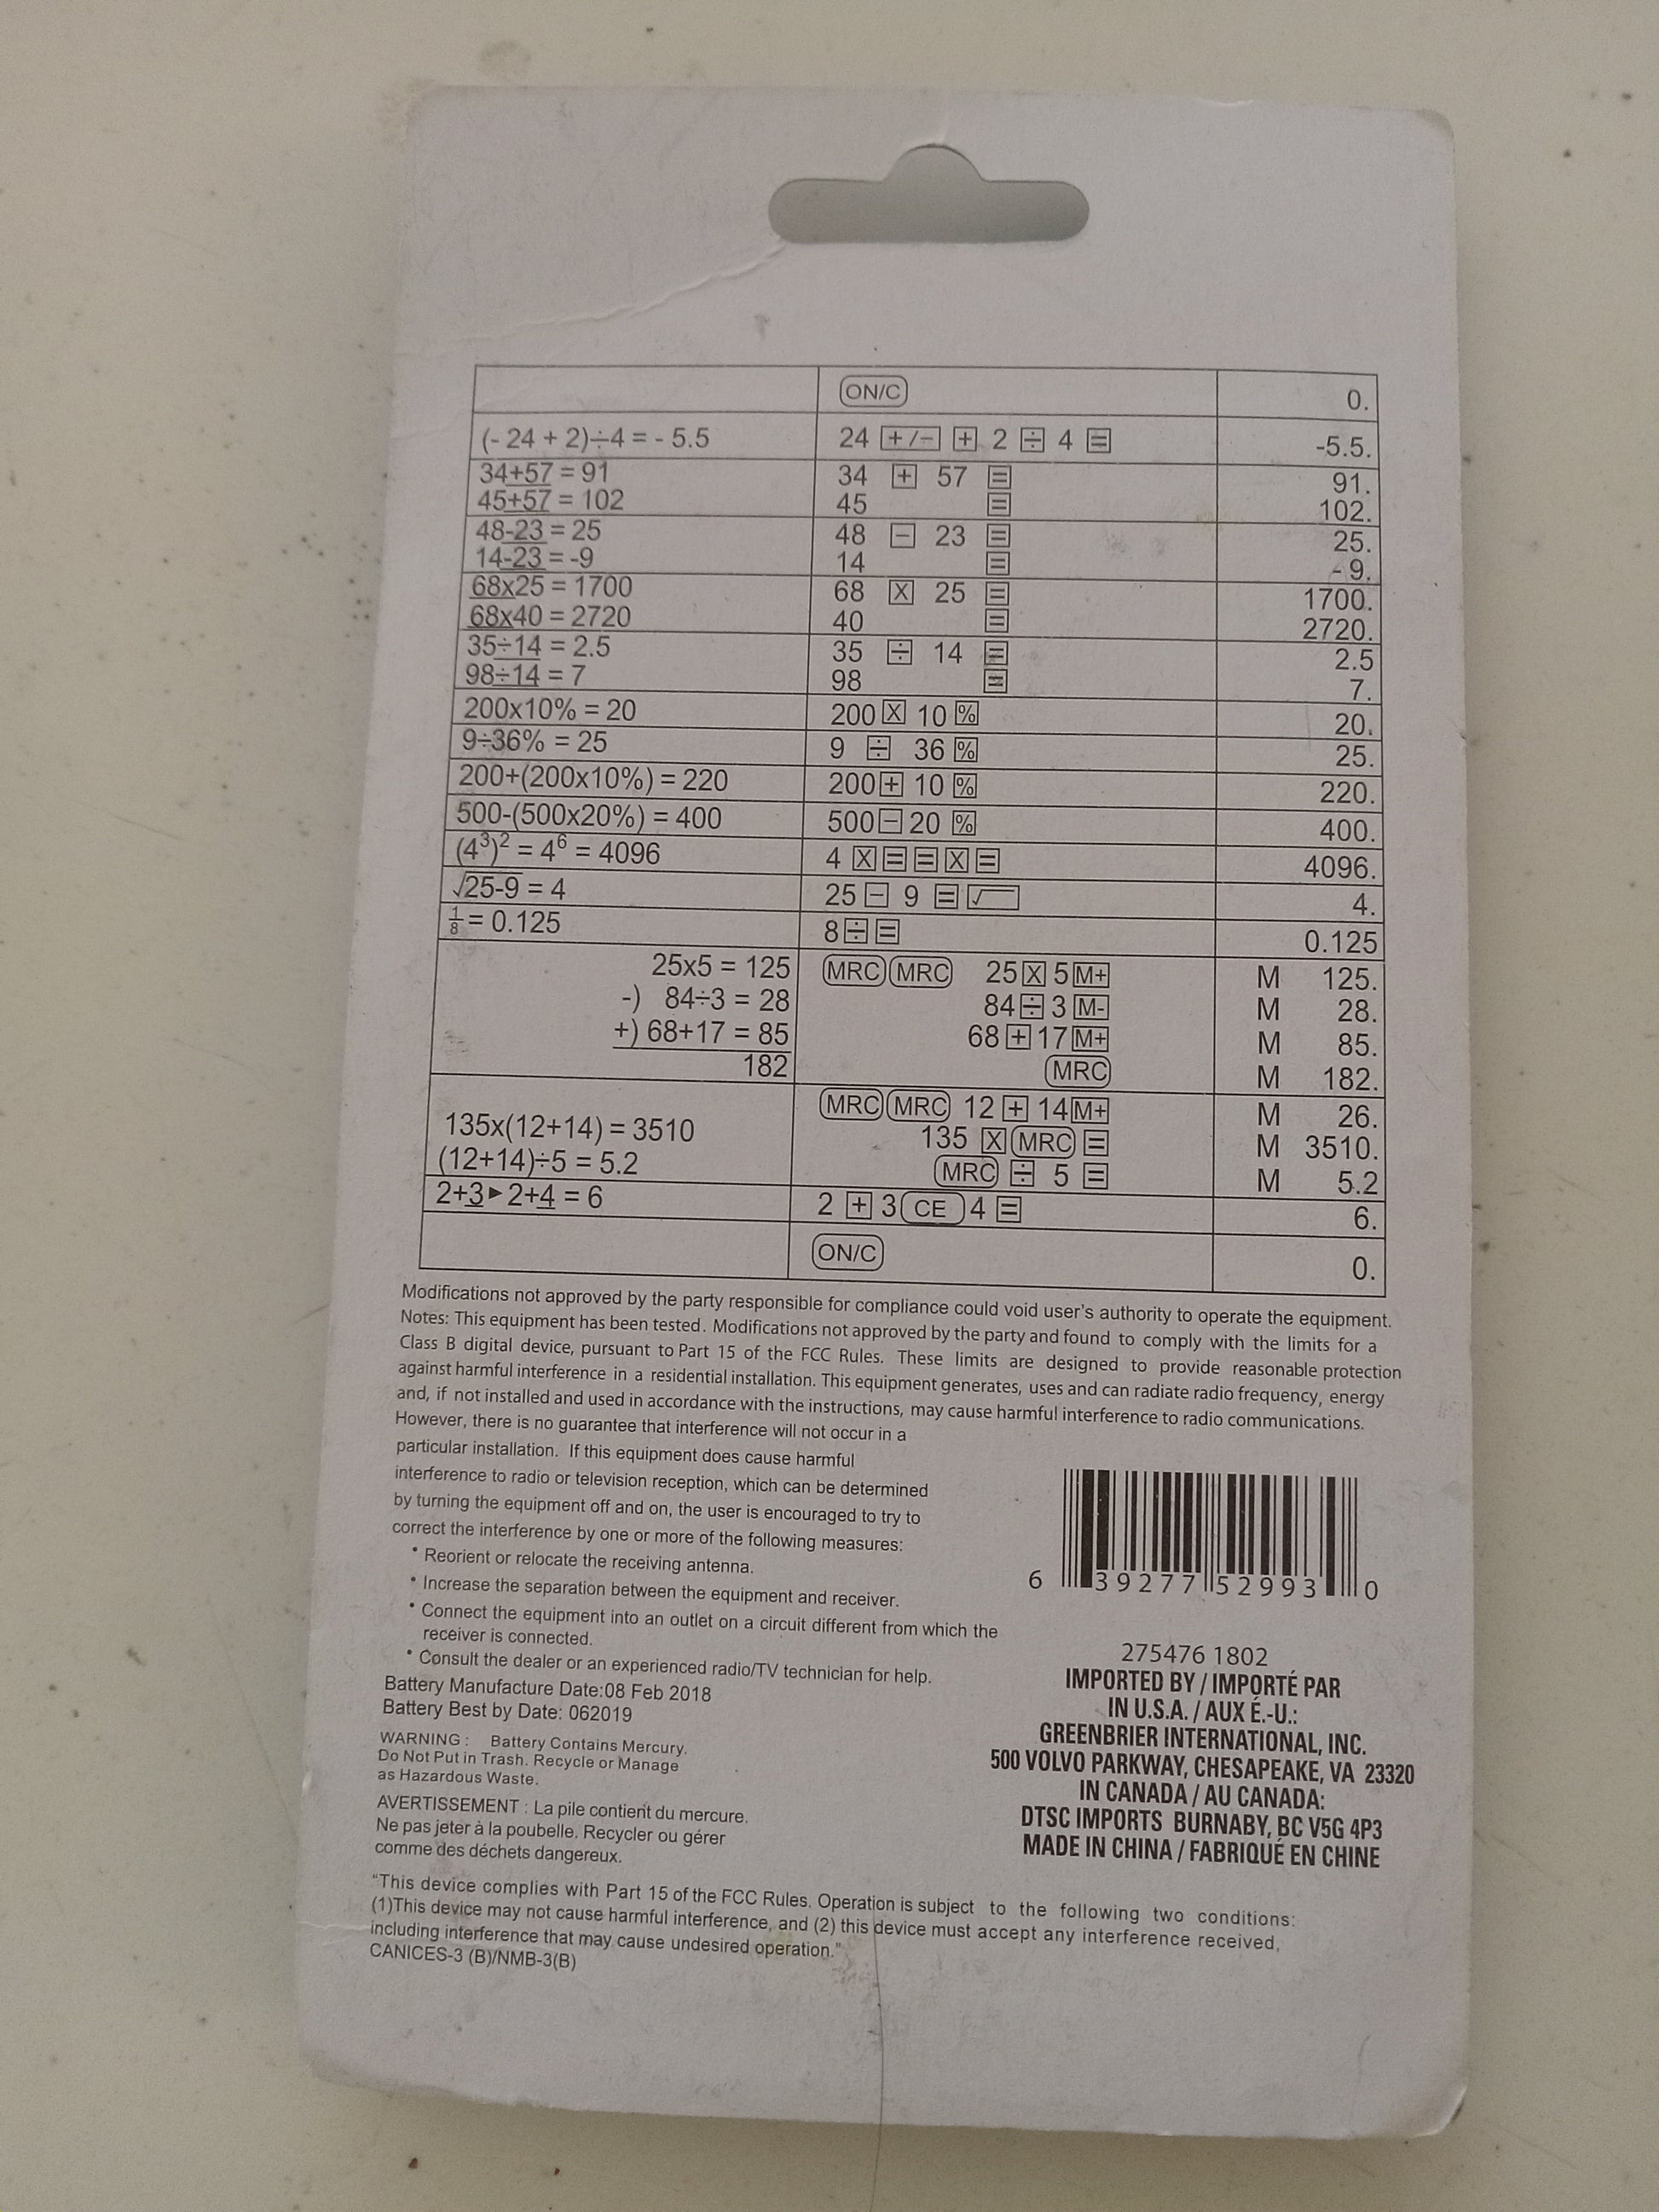 ON/C 0.
(- 24 + 2)÷4 = - 5.5 24 +/− + 2 ÷ 4 = -5.5.
34+57 = 91 34 + 57 = 91.
45+57 = 102 45 = 102.
48-23 = 25 48 − 23 = 25.
14-23 = -9 14 = - 9.
68x25 = 1700 68 X 25 = 1700.
68x40 = 2720 40 = 2720.
35÷14 = 2.5 35 ÷ 14 = 2.5
98÷14 = 7 98 = 7.
200x10% = 20 200 X 10 % 20.
9÷36% = 25 9 ÷ 36 % 25.
200+(200x10%) = 220 200 + 10 % 220.
500-(500x20%) = 400 500 − 20 % 400.
(4³)² = 4⁶ = 4096 4 X = = X = 4096.
√25-9 = 4 25 − 9 = √ 4.
1/8 = 0.125 8 ÷ = 0.125
25x5 = 125 MRC MRC 25 X 5 M+ M 125.
-) 84÷3 = 28 84 ÷ 3 M- M 28.
+) 68+17 = 85 68 + 17 M+ M 85.
182 MRC M 182.
MRC MRC 12 + 14 M+ M 26.
135x(12+14) = 3510 135 X MRC = M 3510.
(12+14)÷5 = 5.2 MRC ÷ 5 = M 5.2
2+3►2+4 = 6 2 + 3 CE 4 = 6.
ON/C 0.
Modifications not approved by the party responsible for compliance could void user's authority to operate the equipment.
Notes: This equipment has been tested. Modifications not approved by the party and found to comply with the limits for a
Class B digital device, pursuant to Part 15 of the FCC Rules. These limits are designed to provide reasonable protection
against harmful interference in a residential installation. This equipment generates, uses and can radiate radio frequency, energy
and, if not installed and used in accordance with the instructions, may cause harmful interference to radio communications.
However, there is no guarantee that interference will not occur in a
particular installation. If this equipment does cause harmful
interference to radio or television reception, which can be determined
by turning the equipment off and on, the user is encouraged to try to
correct the interference by one or more of the following measures:
• Reorient or relocate the receiving antenna.
• Increase the separation between the equipment and receiver.
• Connect the equipment into an outlet on a circuit different from which the
receiver is connected.
• Consult the dealer or an experienced radio/TV technician for help.
Battery Manufacture Date:08 Feb 2018
Battery Best by Date: 062019
WARNING : Battery Contains Mercury.
Do Not Put in Trash. Recycle or Manage
as Hazardous Waste.
AVERTISSEMENT : La pile contient du mercure.
Ne pas jeter à la poubelle. Recycler ou gérer
comme des déchets dangereux.
6 39277 52993 0
275476 1802
IMPORTED BY / IMPORTÉ PAR
IN U.S.A. / AUX É.-U.:
GREENBRIER INTERNATIONAL, INC.
500 VOLVO PARKWAY, CHESAPEAKE, VA 23320
IN CANADA / AU CANADA:
DTSC IMPORTS BURNABY, BC V5G 4P3
MADE IN CHINA / FABRIQUÉ EN CHINE
“This device complies with Part 15 of the FCC Rules. Operation is subject to the following two conditions:
(1)This device may not cause harmful interference, and (2) this device must accept any interference received,
including interference that may cause undesired operation.”
CANICES-3 (B)/NMB-3(B)